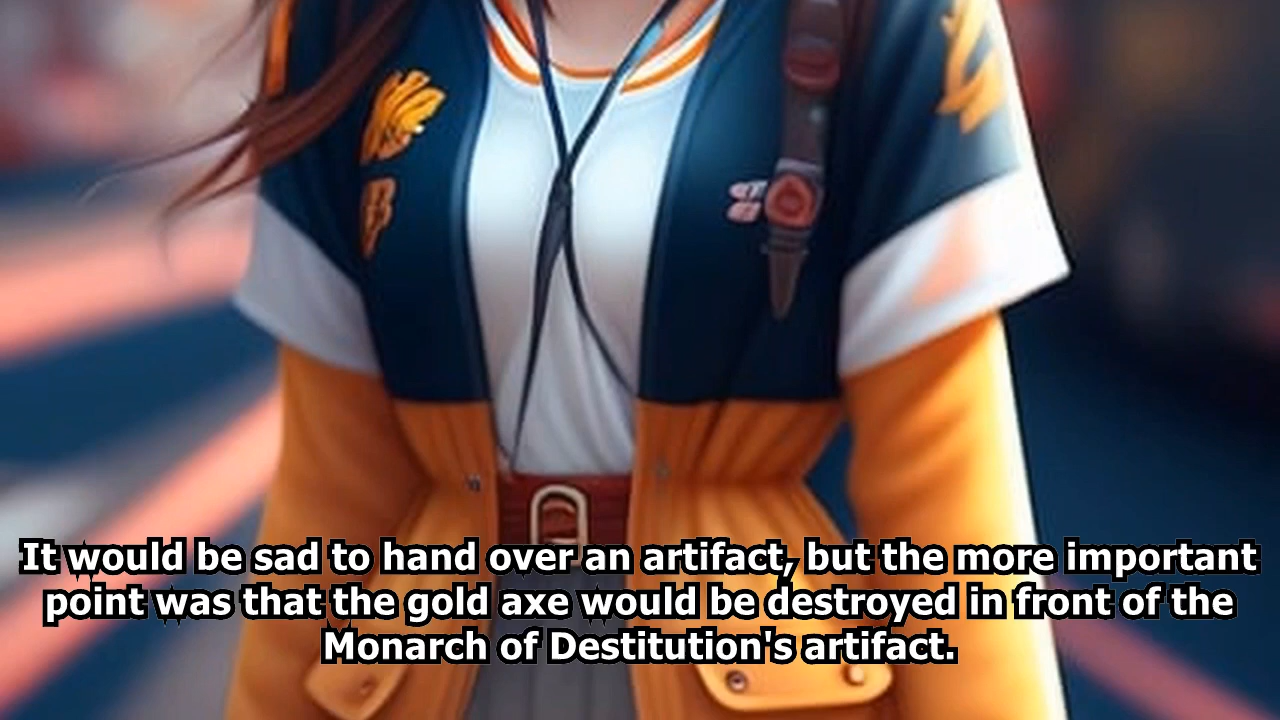 It would be sad to hand over an artifact, but the more important
point was that the gold axe would be destroyed in front of the
Monarch of Destitution's artifact.